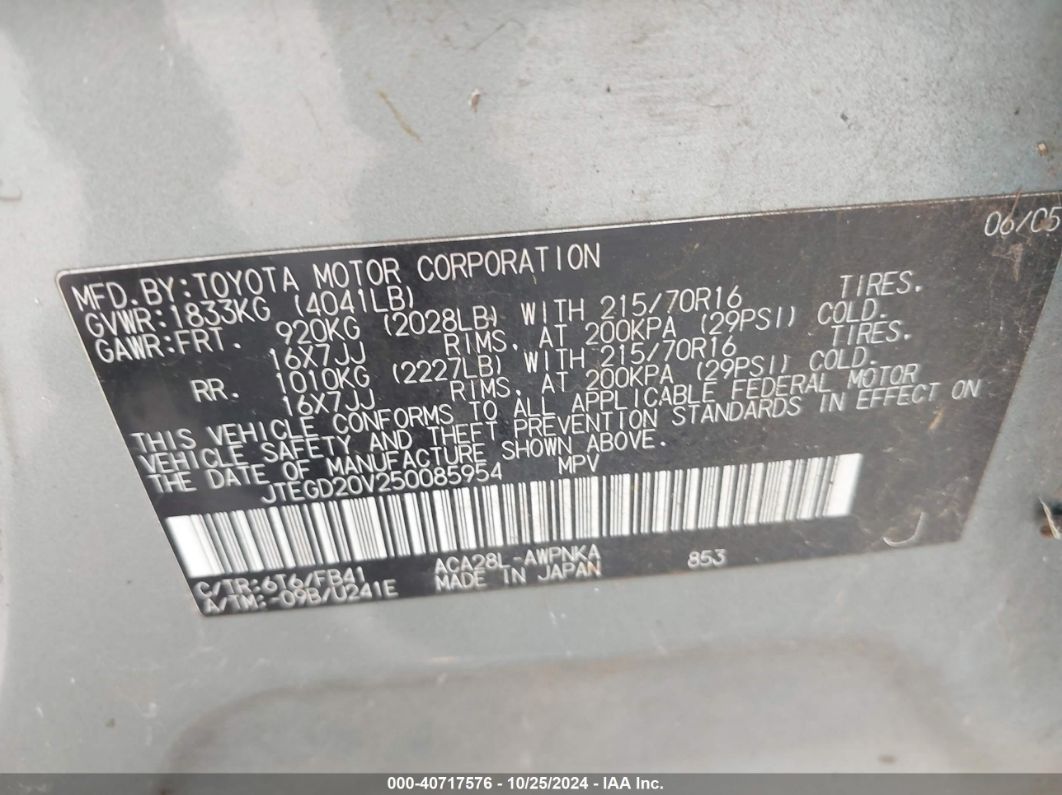 06/05
MFD.BY:TOYOTA MOTOR CORPORATION
GVWR:1833KG (4041LB)
GAWR:FRT. 920KG (2028LB) WITH 215/70R16 TIRES.
16X7JJ RIMS, AT 200KPA (29PSI) COLD.
RR. 1010KG (2227LB) WITH 215/70R16 TIRES.
16X7JJ RIMS, AT 200KPA (29PSI) COLD.
THIS VEHICLE CONFORMS TO ALL APPLICABLE FEDERAL MOTOR
VEHICLE SAFETY AND THEFT PREVENTION STANDARDS IN EFFECT ON
THE DATE OF MANUFACTURE SHOWN ABOVE.
JTEGD20V250085954 MPV
C/TR:6T6/FB41 ACA28L-AWPNKA 853
A/TM:-09B/U241E MADE IN JAPAN
J
000-40717576 - 10/25/2024 - IAA Inc.